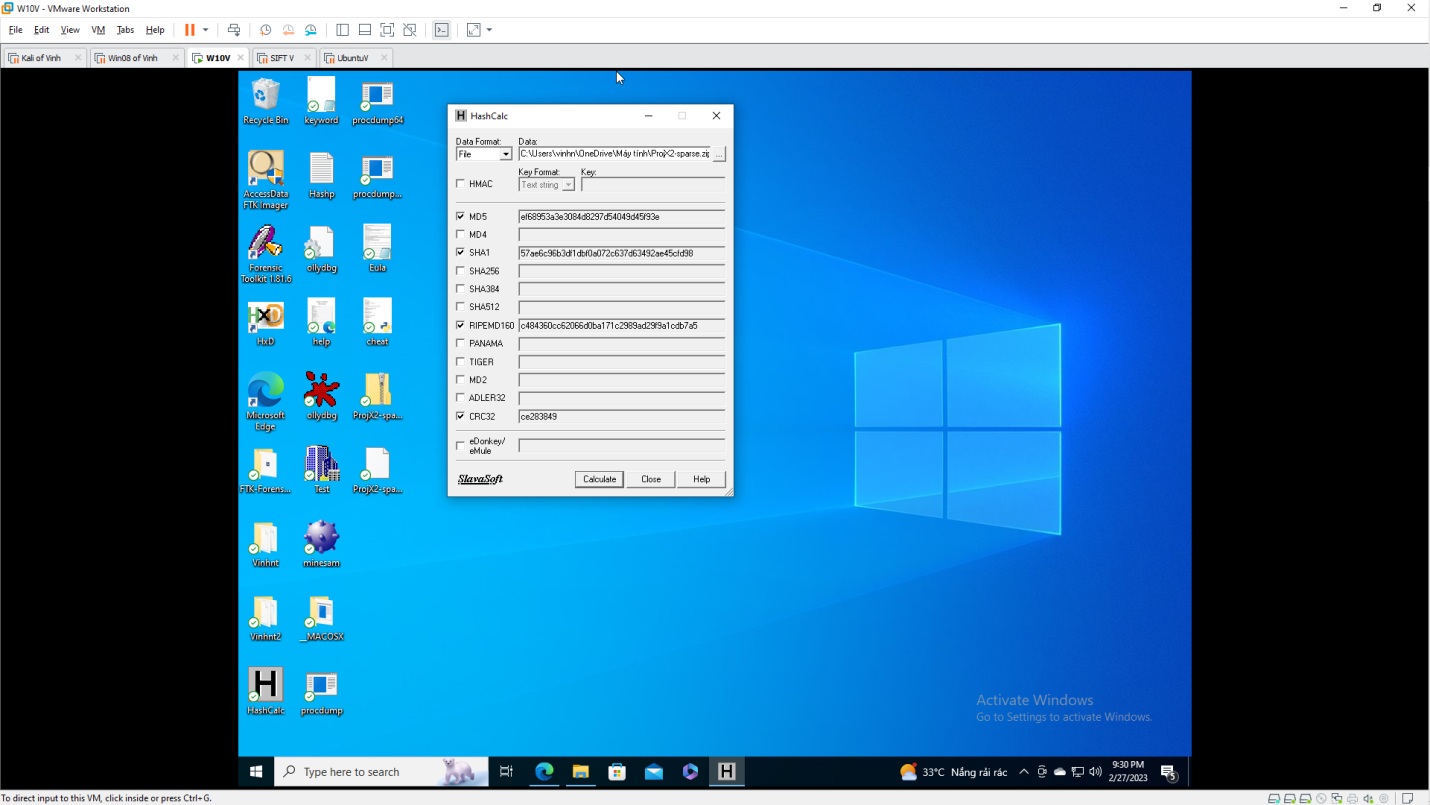 W10V - VMware Workstation
File Edit View VM Tabs Help
Kali of Vinh
Win08 of Vinh
W10V
SIFT V
UbuntuV
Recycle Bin
keyword
procdump64
AccessData
FTK Imager
Hashp
procdump...
Forensic
Toolkit 1.81.6
ollydbg
Eula
HxD
help
cheat
Microsoft
Edge
ollydbg
ProjX2-spa...
FTK-Forens...
Test
ProjX2-spa...
Vinhnt
minesam
Vinhnt2
__MACOSX
HashCalc
procdump
H HashCalc
Data Format:
Data:
File
C:\Users\vinhn\OneDrive\Máy tính\ProjX2-sparse.zip
...
Key Format:
Key:
HMAC
Text string
MD5
ef68953a3e3084d8297d54049d45f93e
MD4
SHA1
57ae6c96b3df1dbf0a072c637d63492ae45cfd98
SHA256
SHA384
SHA512
RIPEMD160
c484360cc62066d0ba171c2989ad29f9a1cdb7a5
PANAMA
TIGER
MD2
ADLER32
CRC32
ce283849
eDonkey/
eMule
SlavaSoft
Calculate
Close
Help
Activate Windows
Go to Settings to activate Windows.
Type here to search
H
33°C Nắng rải rác
9:30 PM
2/27/2023
5
To direct input to this VM, click inside or press Ctrl+G.